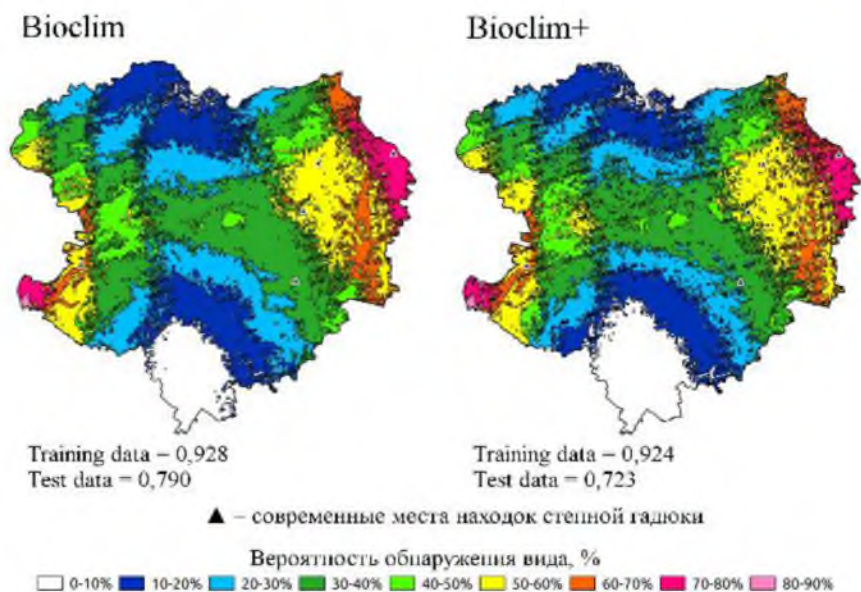 Bioclim
Bioclim+
Training data – 0,928
Test data = 0,790
Training data – 0,924
Test data = 0,723
▲ – современные места находок степной гадюки
Вероятность обнаружения вида, %
0-10% 10-20% 20-30% 30-40% 40-50% 50-60% 60-70% 70-80% 80-90%